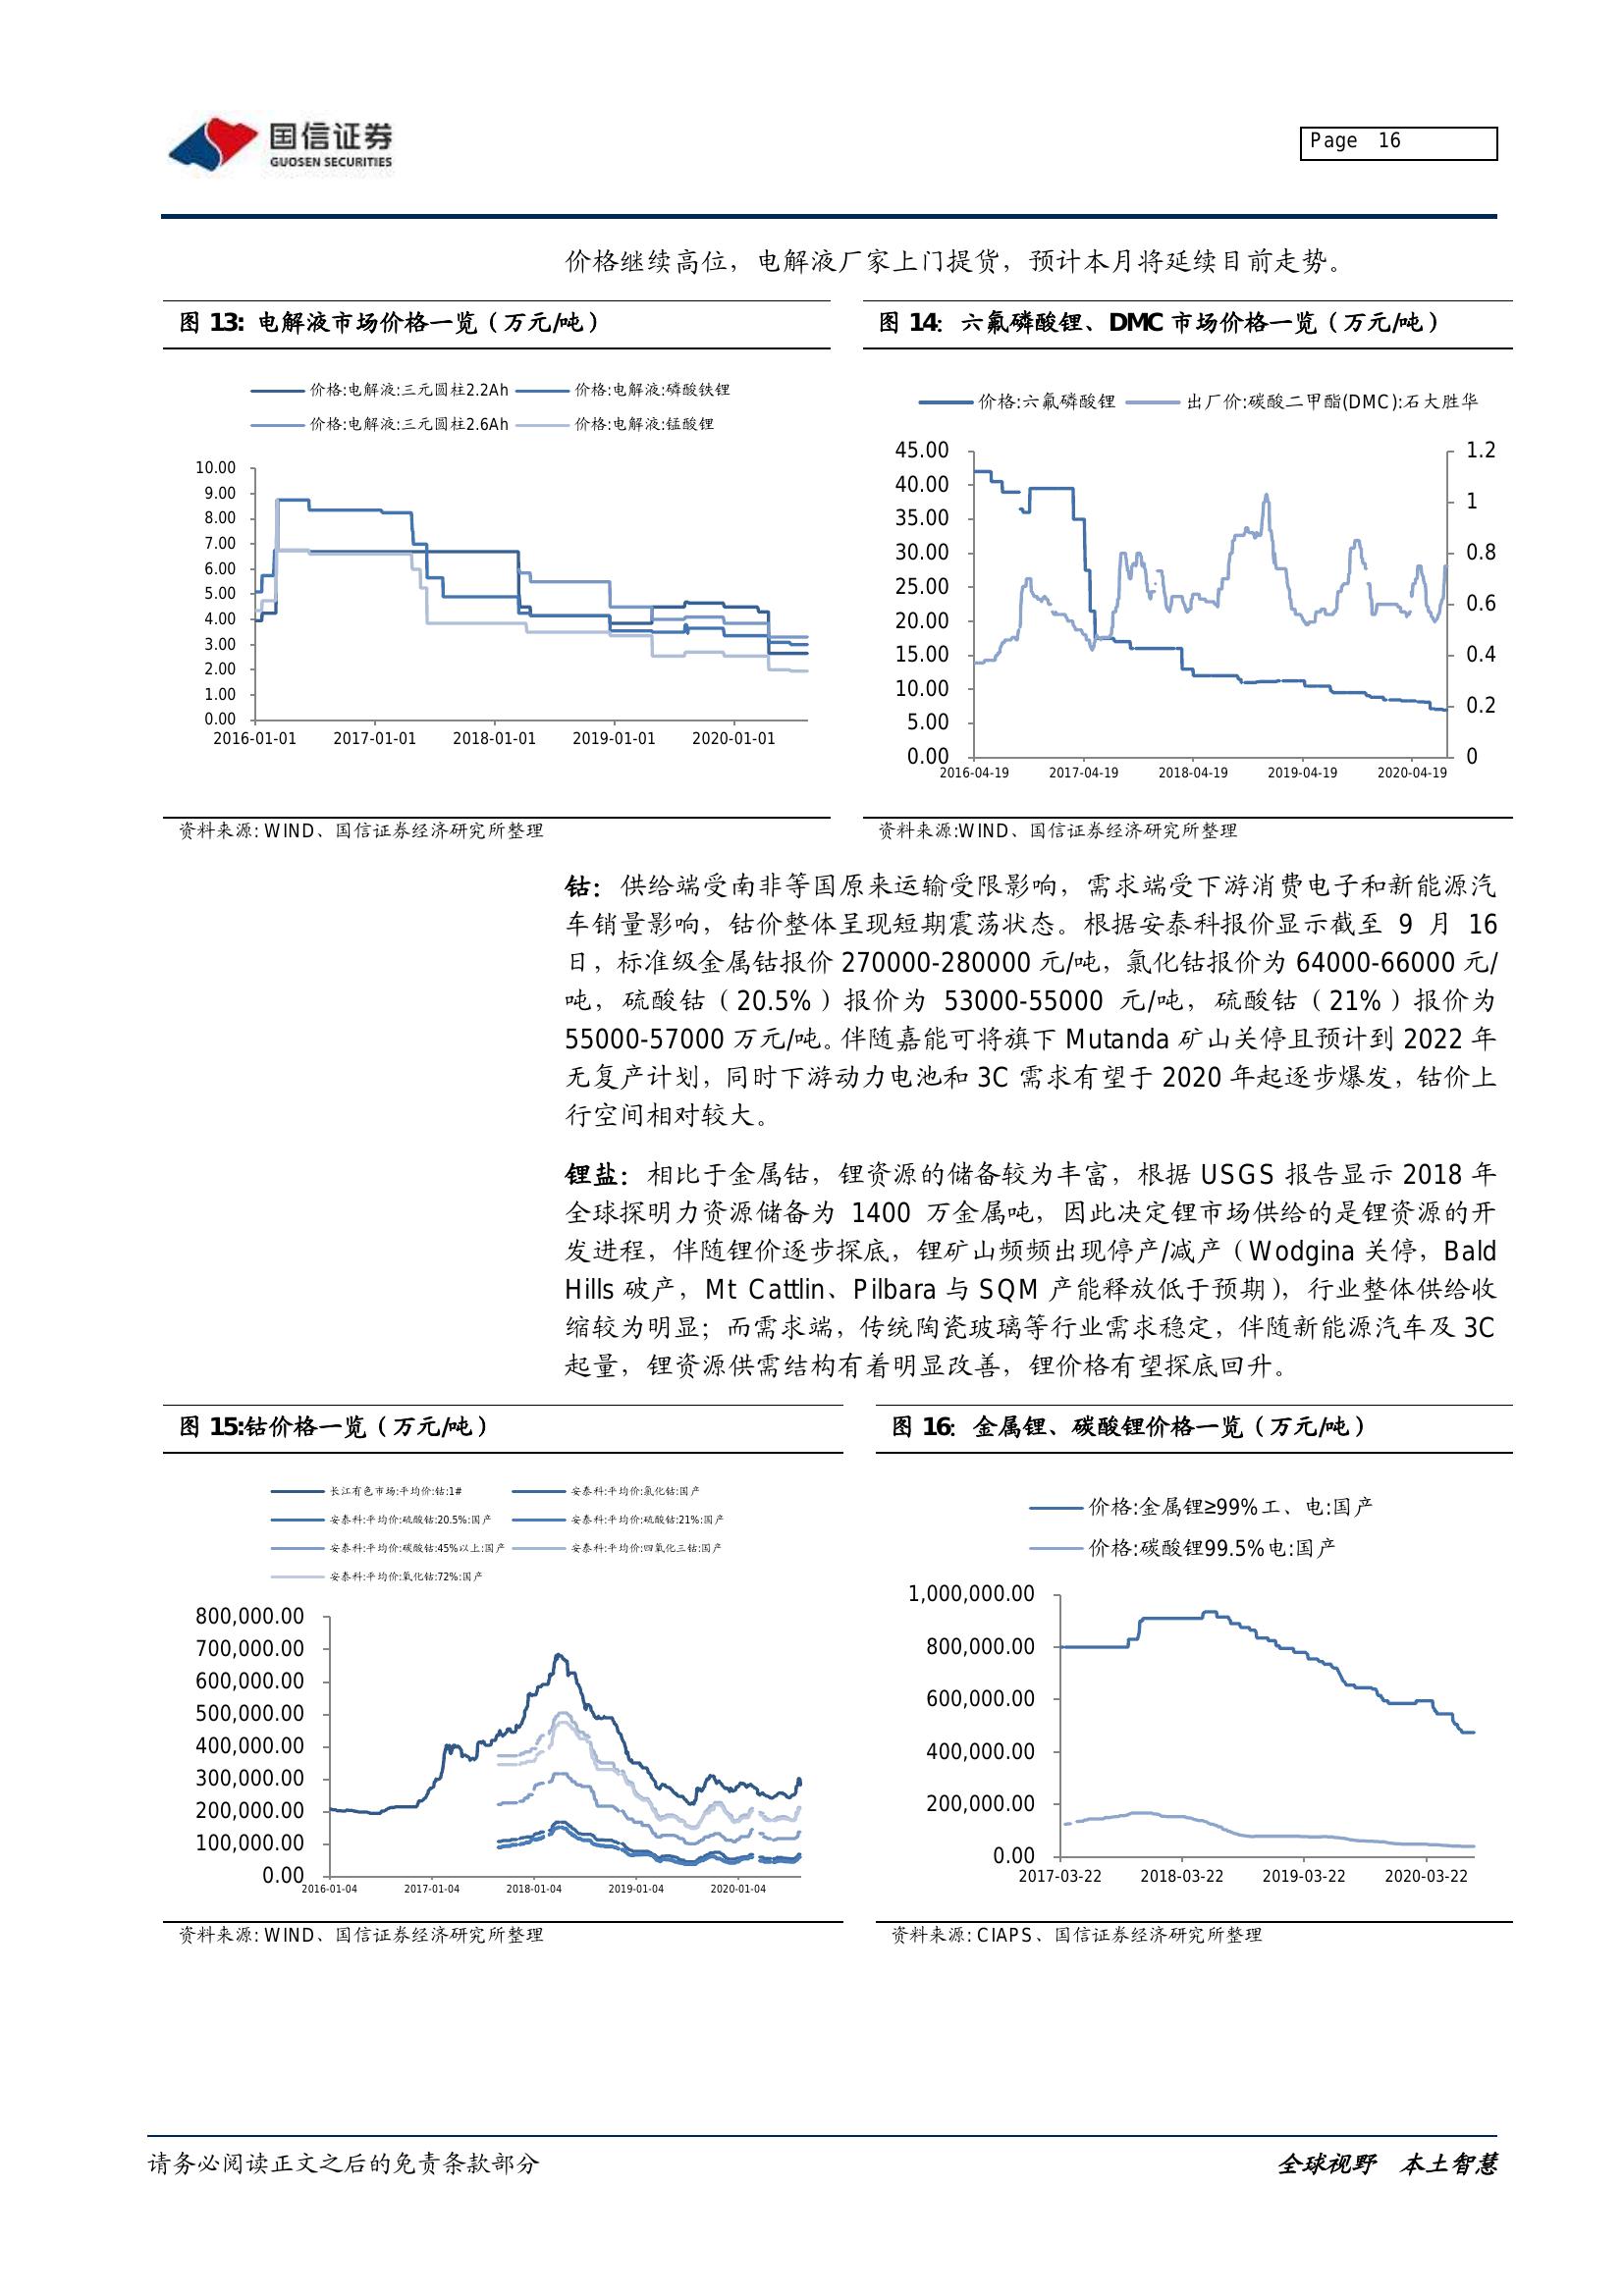 国信证券
GUOSEN SECURITIES
Page 16
价格继续高位，电解液厂家上门提货，预计本月将延续目前走势。
图 13：电解液市场价格一览（万元/吨）
图 14：六氟磷酸锂、DMC 市场价格一览（万元/吨）
价格:电解液:三元圆柱2.2Ah
价格:电解液:磷酸铁锂
价格:电解液:三元圆柱2.6Ah
价格:电解液:锰酸锂
10.00
9.00
8.00
7.00
6.00
5.00
4.00
3.00
2.00
1.00
0.00
2016-01-01 2017-01-01 2018-01-01 2019-01-01 2020-01-01
价格:六氟磷酸锂
出厂价:碳酸二甲酯(DMC):石大胜华
45.00
40.00
35.00
30.00
25.00
20.00
15.00
10.00
5.00
0.00
1.2
1
0.8
0.6
0.4
0.2
0
2016-04-19 2017-04-19 2018-04-19 2019-04-19 2020-04-19
资料来源: WIND、国信证券经济研究所整理
资料来源:WIND、国信证券经济研究所整理
钴：供给端受南非等国原来运输受限影响，需求端受下游消费电子和新能源汽
车销量影响，钴价整体呈现短期震荡状态。根据安泰科报价显示截至 9 月 16
日，标准级金属钴报价 270000-280000 元/吨，氯化钴报价为 64000-66000 元/
吨，硫酸钴（20.5%）报价为 53000-55000 元/吨，硫酸钴（21%）报价为
55000-57000 万元/吨。伴随嘉能可将旗下 Mutanda 矿山关停且预计到 2022 年
无复产计划，同时下游动力电池和 3C 需求有望于 2020 年起逐步爆发，钴价上
行空间相对较大。
锂盐：相比于金属钴，锂资源的储备较为丰富，根据 USGS 报告显示 2018 年
全球探明力资源储备为 1400 万金属吨，因此决定锂市场供给的是锂资源的开
发进程，伴随锂价逐步探底，锂矿山频频出现停产/减产（Wodgina 关停，Bald
Hills 破产，Mt Cattlin、Pilbara 与 SQM 产能释放低于预期），行业整体供给收
缩较为明显；而需求端，传统陶瓷玻璃等行业需求稳定，伴随新能源汽车及 3C
起量，锂资源供需结构有着明显改善，锂价格有望探底回升。
图 15:钴价格一览（万元/吨）
图 16：金属锂、碳酸锂价格一览（万元/吨）
长江有色市场:平均价:钴:1#
安泰科:平均价:氯化钴:国产
安泰科:平均价:硫酸钴:20.5%:国产
安泰科:平均价:硫酸钴:21%:国产
安泰科:平均价:碳酸钴:45%以上:国产
安泰科:平均价:四氧化三钴:国产
安泰科:平均价:氧化钴:72%:国产
800,000.00
700,000.00
600,000.00
500,000.00
400,000.00
300,000.00
200,000.00
100,000.00
0.00
2016-01-04 2017-01-04 2018-01-04 2019-01-04 2020-01-04
价格:金属锂≥99%工、电:国产
价格:碳酸锂99.5%电:国产
1,000,000.00
800,000.00
600,000.00
400,000.00
200,000.00
0.00
2017-03-22 2018-03-22 2019-03-22 2020-03-22
资料来源: WIND、国信证券经济研究所整理
资料来源: CIAPS、国信证券经济研究所整理
请务必阅读正文之后的免责条款部分
全球视野 本土智慧